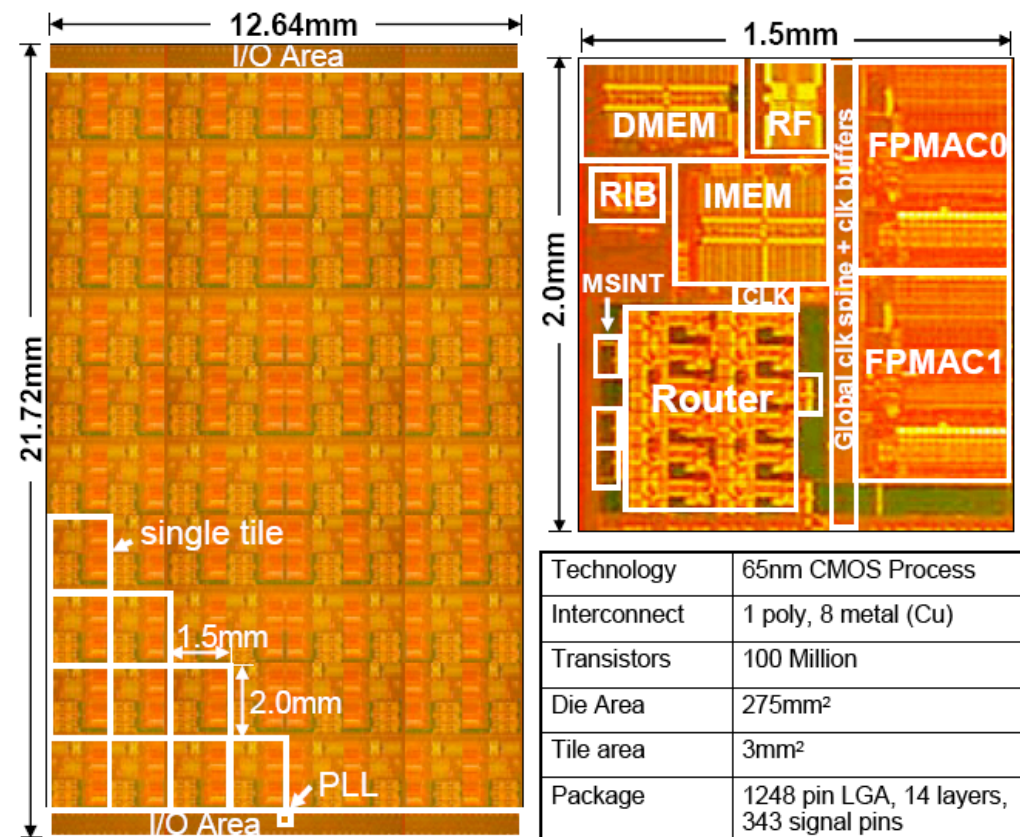 12.64mm
I/O Area
21.72mm
single tile
1.5mm
2.0mm
PLL
I/O Area
1.5mm
2.0mm
DMEM
RF
FPMAC0
RIB
IMEM
MSINT
CLK
Router
Global clk spine + clk buffers
FPMAC1
Technology 65nm CMOS Process
Interconnect 1 poly, 8 metal (Cu)
Transistors 100 Million
Die Area 275mm²
Tile area 3mm²
Package 1248 pin LGA, 14 layers,
343 signal pins